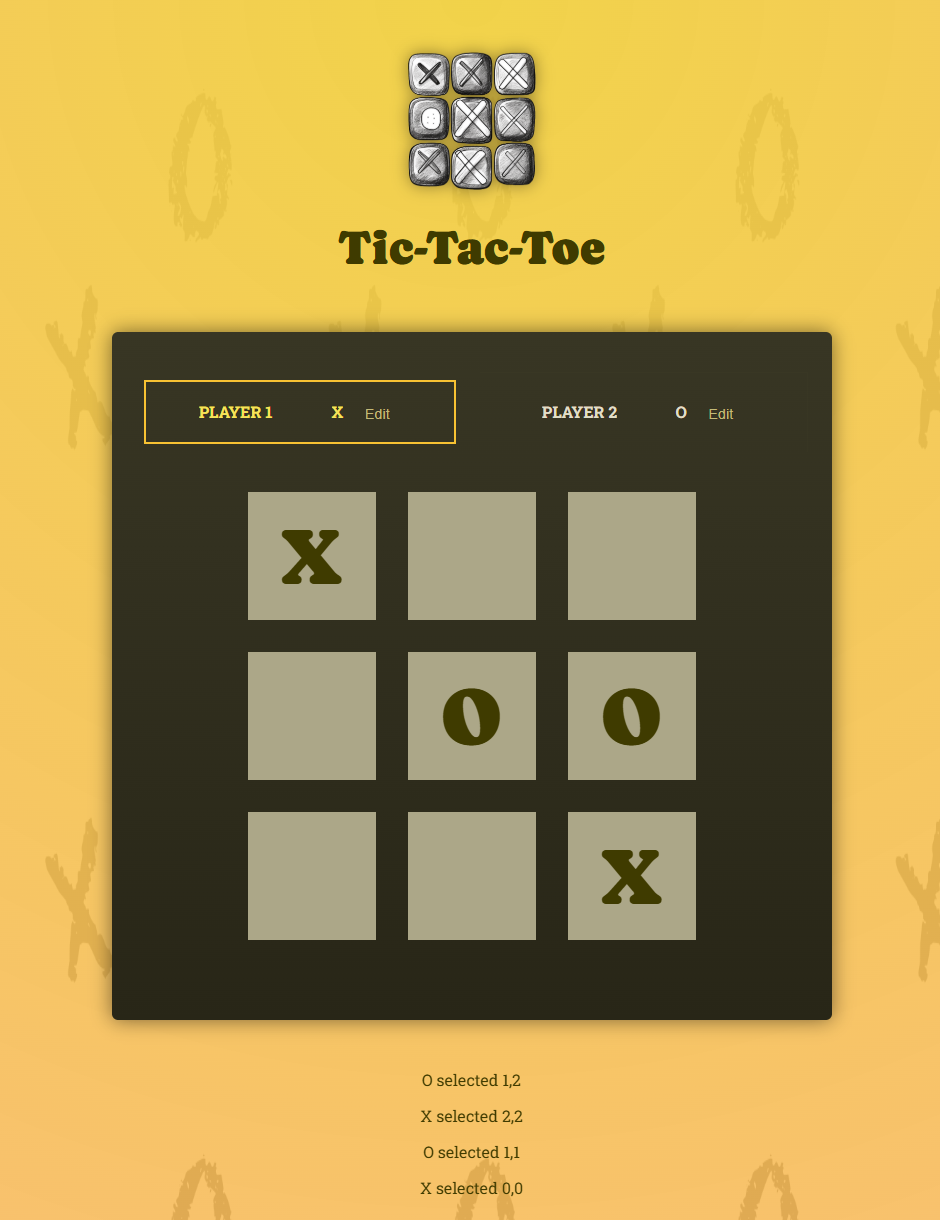 Tic-Tac-Toe
PLAYER 1 X Edit
PLAYER 2 O Edit
X
O O
X
O selected 1,2
X selected 2,2
O selected 1,1
X selected 0,0